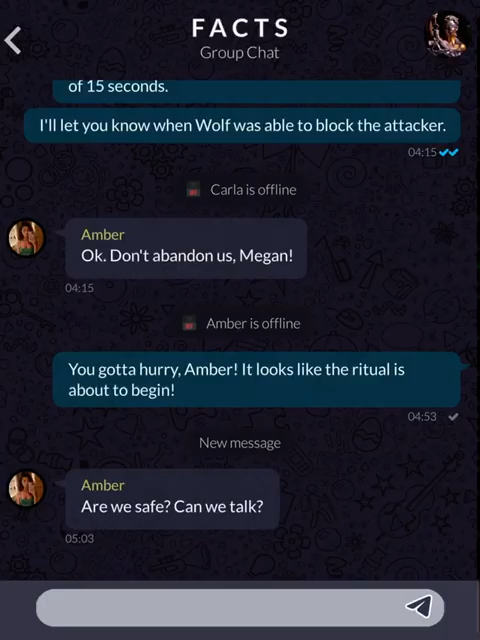 FACTS
Group Chat
of 15 seconds.
I'll let you know when Wolf was able to block the attacker.
04:15
Carla is offline
Amber
Ok. Don't abandon us, Megan!
04:15
Amber is offline
You gotta hurry, Amber! It looks like the ritual is
about to begin!
04:53
New message
Amber
Are we safe? Can we talk?
05:03